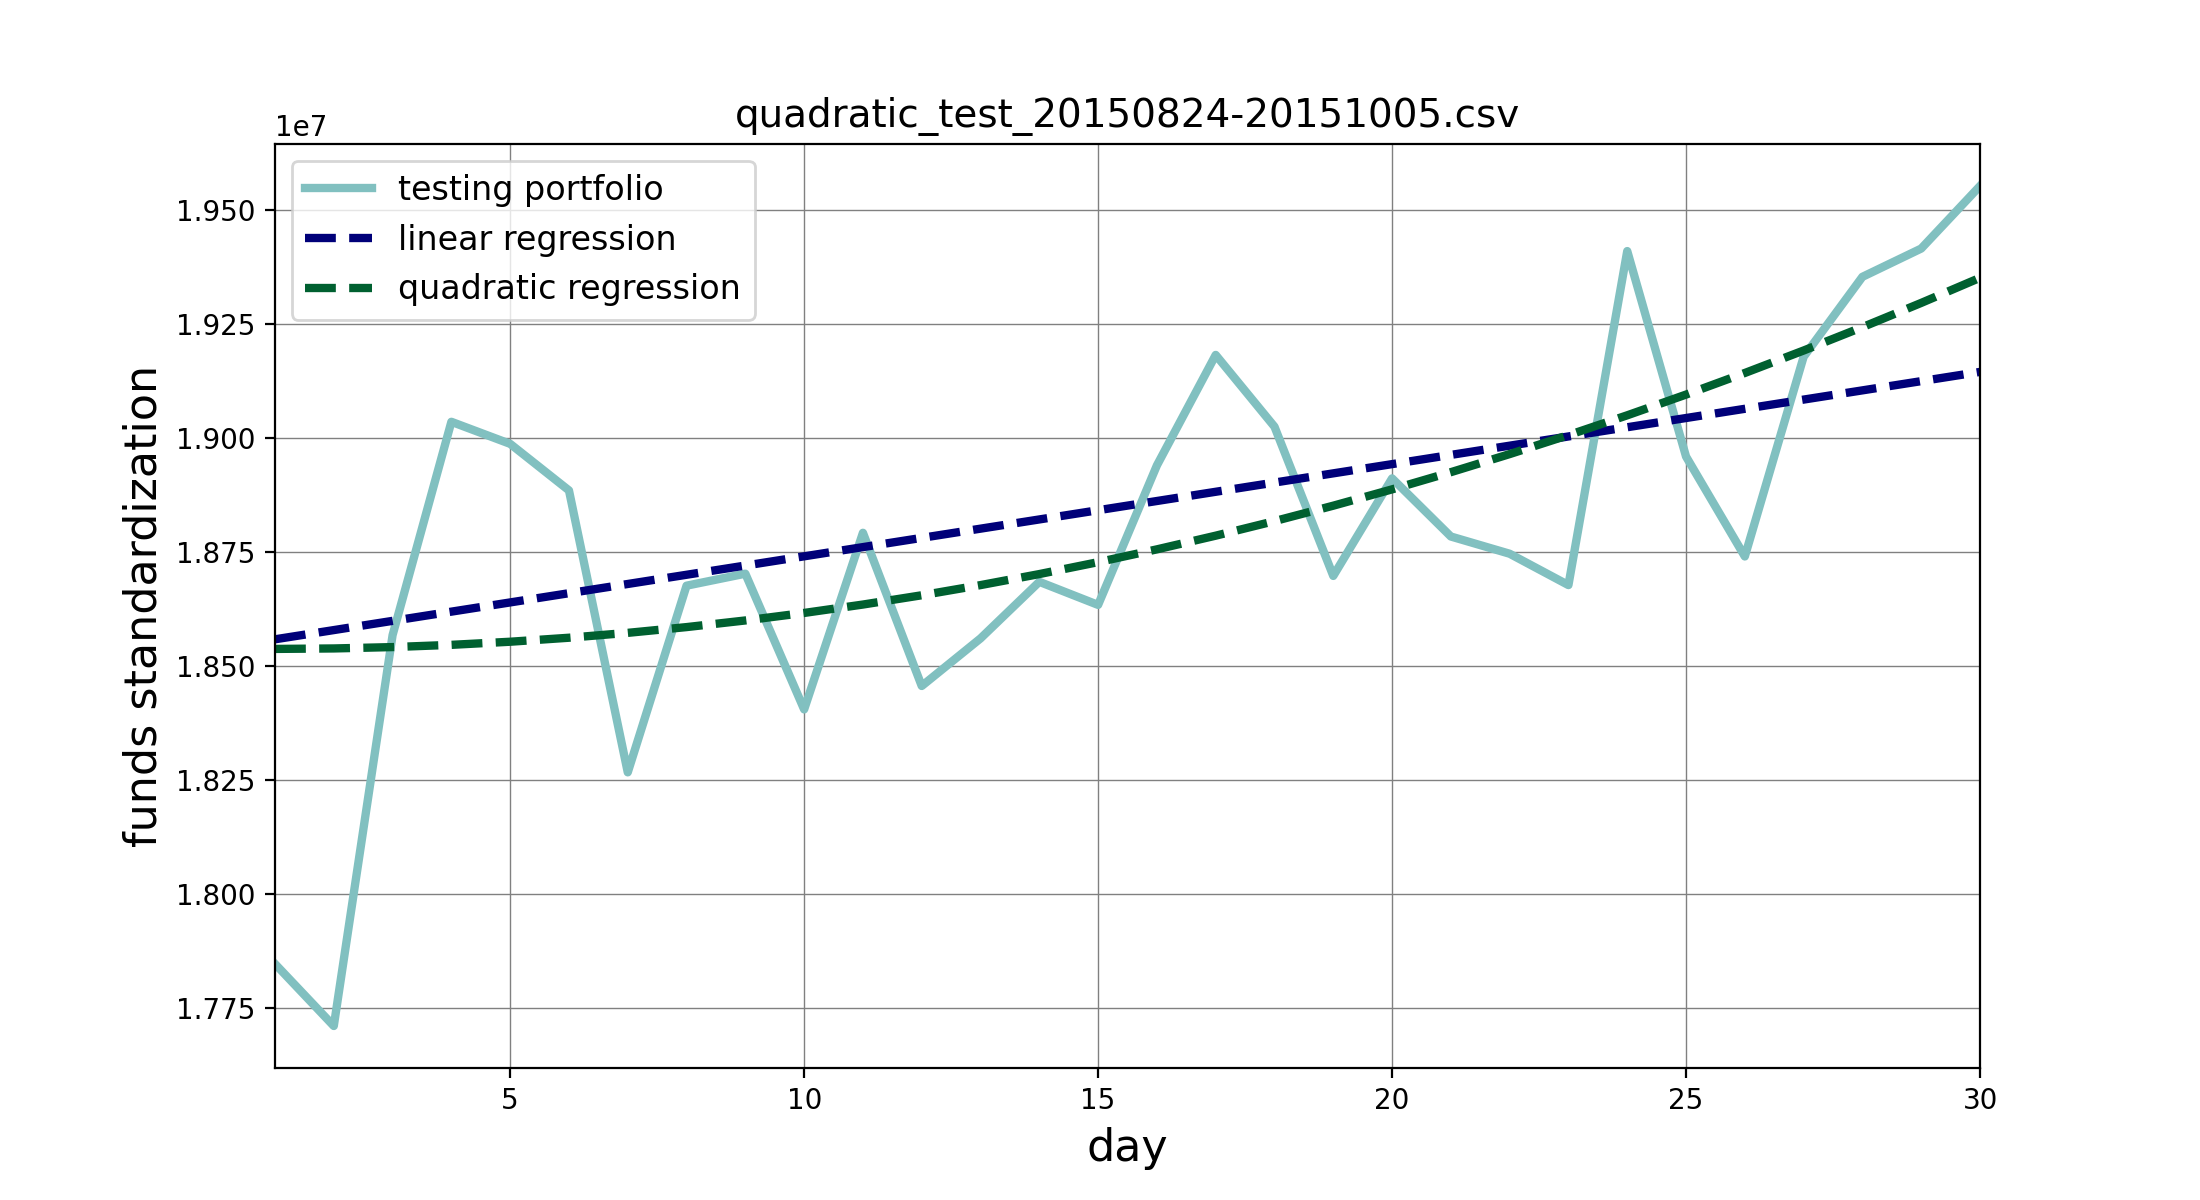 quadratic_test_20150824-20151005.csv
1e7
testing portfolio
linear regression
quadratic regression
1.950
1.925
1.900
1.875
1.850
1.825
1.800
1.775
funds standardization
5 10 15 20 25 30
day